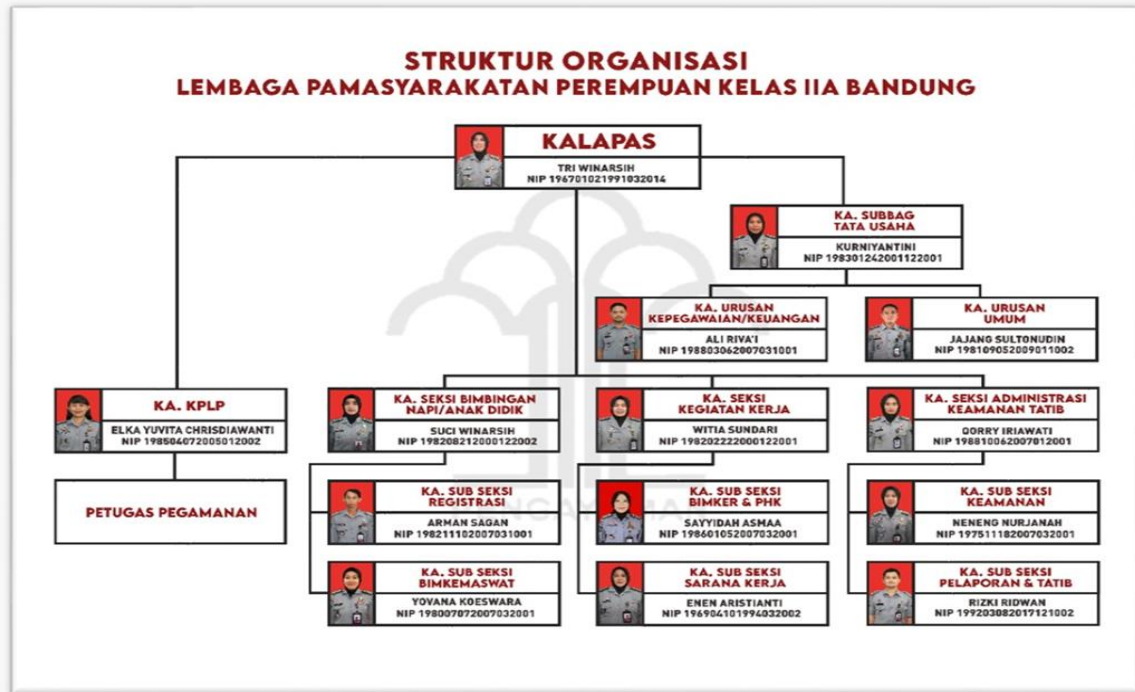 STRUKTUR ORGANISASI
LEMBAGA PAMASYARAKATAN PEREMPUAN KELAS IIA BANDUNG
KALAPAS
TRI WINARSIH
NIP 196701021991032014
KA. SUBBAG
TATA USAHA
KURNIYANTINI
NIP 198301242001122001
KA. URUSAN
KEPEGAWAIAN/KEUANGAN
ALI RIVA'I
NIP 198803062007031001
KA. URUSAN
UMUM
JAJANG SULTONUDIN
NIP 198109052009011002
KA. KPLP
ELKA YUVITA CHRISDIAWANTI
NIP 198504072005012002
PETUGAS PEGAMANAN
KA. SEKSI BIMBINGAN
NAPI/ANAK DIDIK
SUCI WINARSIH
NIP 198208212000122002
KA. SEKSI
KEGIATAN KERJA
WITIA SUNDARI
NIP 198202222000122001
KA. SEKSI ADMINISTRASI
KEAMANAN TATIB
QORRY IRIAWATI
NIP 198810062007012001
KA. SUB SEKSI
REGISTRASI
ARMAN SAGAN
NIP 198211102007031001
KA. SUB SEKSI
BIMKER & PHK
SAYYIDAH ASMAA
NIP 198601052007032001
KA. SUB SEKSI
KEAMANAN
NENENG NURJANAH
NIP 197511182007032001
KA. SUB SEKSI
BIMKEMASWAT
YOVANA KOESWARA
NIP 198007072007032001
KA. SUB SEKSI
SARANA KERJA
ENEN ARISTIANTI
NIP 196904101994032002
KA. SUB SEKSI
PELAPORAN & TATIB
RIZKI RIDWAN
NIP 199203082017121002